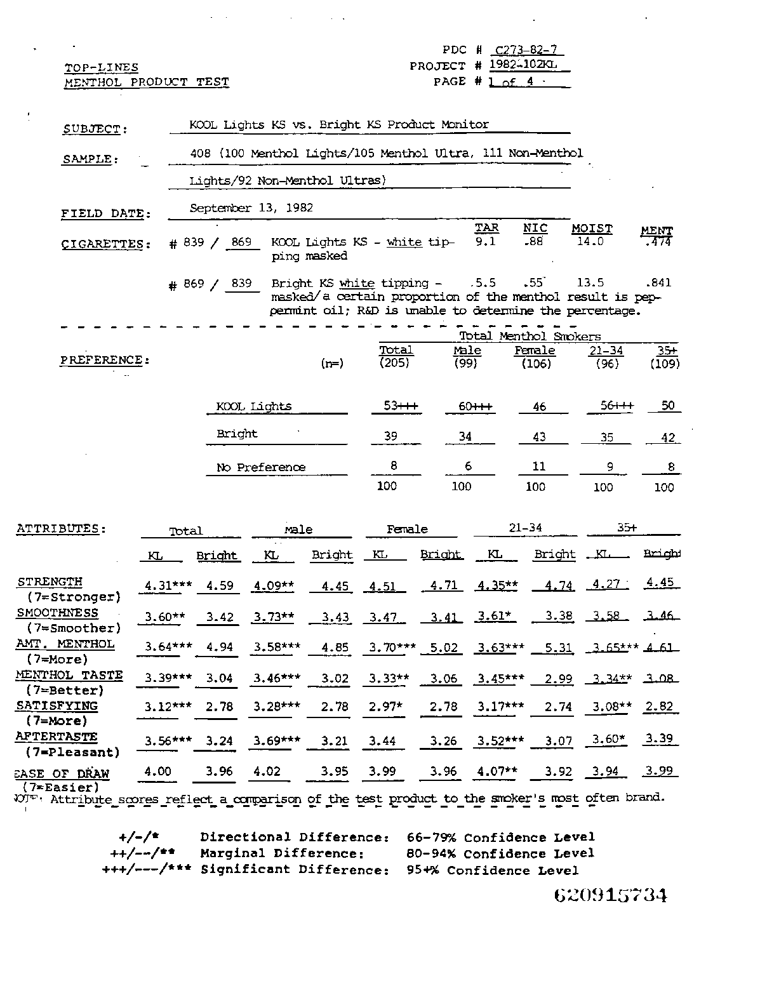 PDC # C273-82-7
TOP-LINES PROJECT # 1982-102KL
MENTHOL PRODUCT TEST PAGE # 1 of 4
SUBJECT: KOOL Lights KS vs. Bright KS Product Monitor
SAMPLE: 408 (100 Menthol Lights/105 Menthol Ultra, 111 Non-Menthol
Lights/92 Non-Menthol Ultras)
FIELD DATE: September 13, 1982
TAR NIC MOIST MENT
CIGARETTES: # 839 / 869 KOOL Lights KS - white tip- 9.1 .88 14.0 .474
ping masked
# 869 / 839 Bright KS white tipping - 5.5 .55 13.5 .841
masked/a certain proportion of the menthol result is pep-
permint oil; R&D is unable to determine the percentage.
Total Menthol Smokers
Total Male Female 21-34 35+
PREFERENCE: (n=) (205) (99) (106) (96) (109)
KOOL Lights 53+++ 60+++ 46 56+++ 50
Bright 39 34 43 35 42
No Preference 8 6 11 9 8
100 100 100 100 100
ATTRIBUTES: Total Male Female 21-34 35+
KL Bright KL Bright KL Bright KL Bright KL Bright
STRENGTH 4.31*** 4.59 4.09** 4.45 4.51 4.71 4.35** 4.74 4.27 4.45
(7=Stronger)
SMOOTHNESS 3.60** 3.42 3.73** 3.43 3.47 3.41 3.61* 3.38 3.58 3.46
(7=Smoother)
AMT. MENTHOL 3.64*** 4.94 3.58*** 4.85 3.70*** 5.02 3.63*** 5.31 3.65*** 4.61
(7=More)
MENTHOL TASTE 3.39*** 3.04 3.46*** 3.02 3.33** 3.06 3.45*** 2.99 3.34** 3.08
(7=Better)
SATISFYING 3.12*** 2.78 3.28*** 2.78 2.97* 2.78 3.17*** 2.74 3.08** 2.82
(7=More)
AFTERTASTE 3.56*** 3.24 3.69*** 3.21 3.44 3.26 3.52*** 3.07 3.60* 3.39
(7=Pleasant)
EASE OF DRAW 4.00 3.96 4.02 3.95 3.99 3.96 4.07** 3.92 3.94 3.99
(7=Easier)
NOTE: Attribute scores reflect a comparison of the test product to the smoker's most often brand.
+/-/* Directional Difference: 66-79% Confidence Level
++/--/** Marginal Difference: 80-94% Confidence Level
+++/---/*** Significant Difference: 95+% Confidence Level
620915734